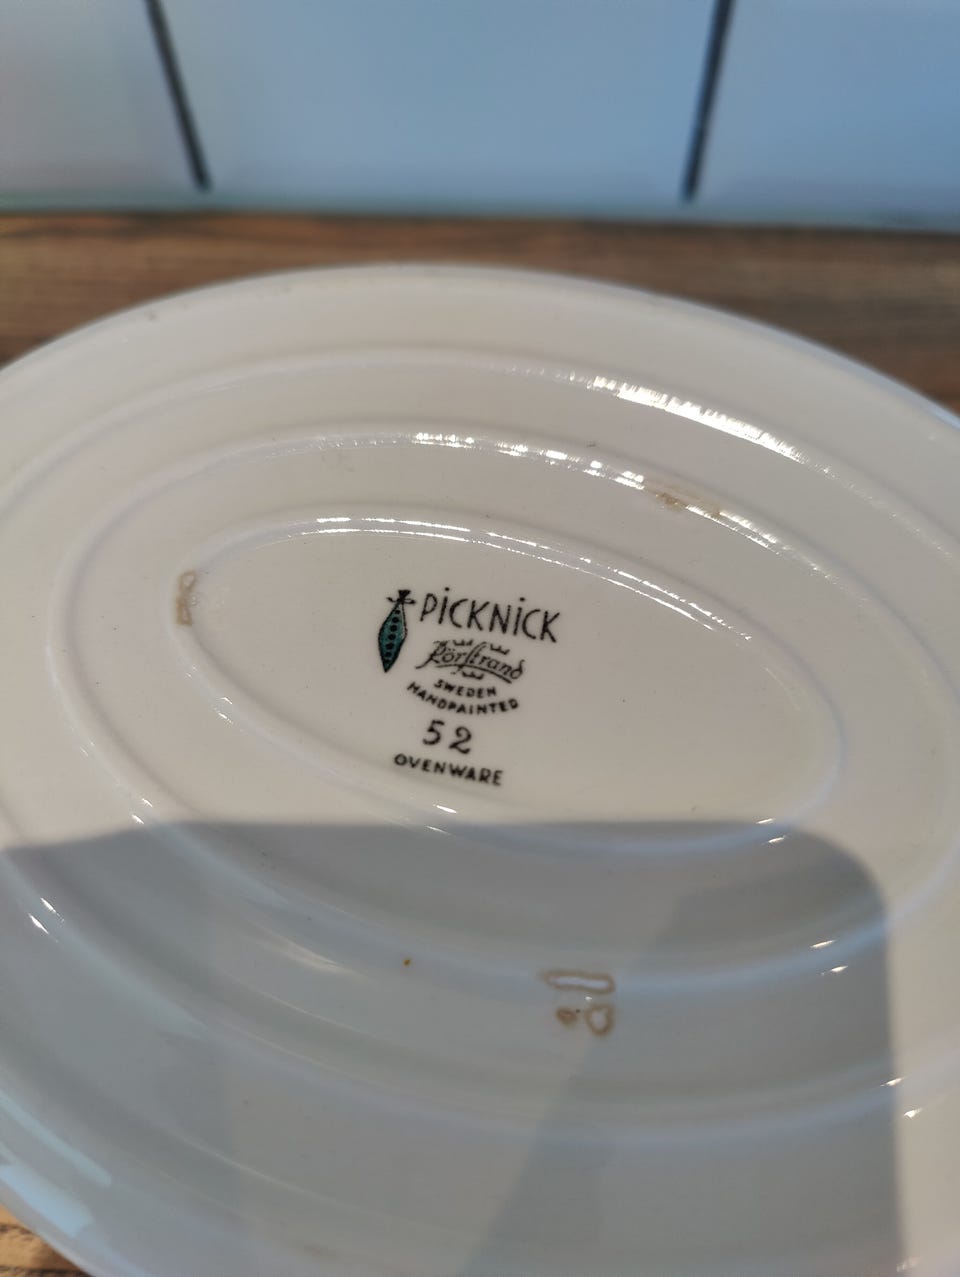 PiCKNiCK
Rörstrand
SWEDEN
HANDPAINTED
52
OVENWARE